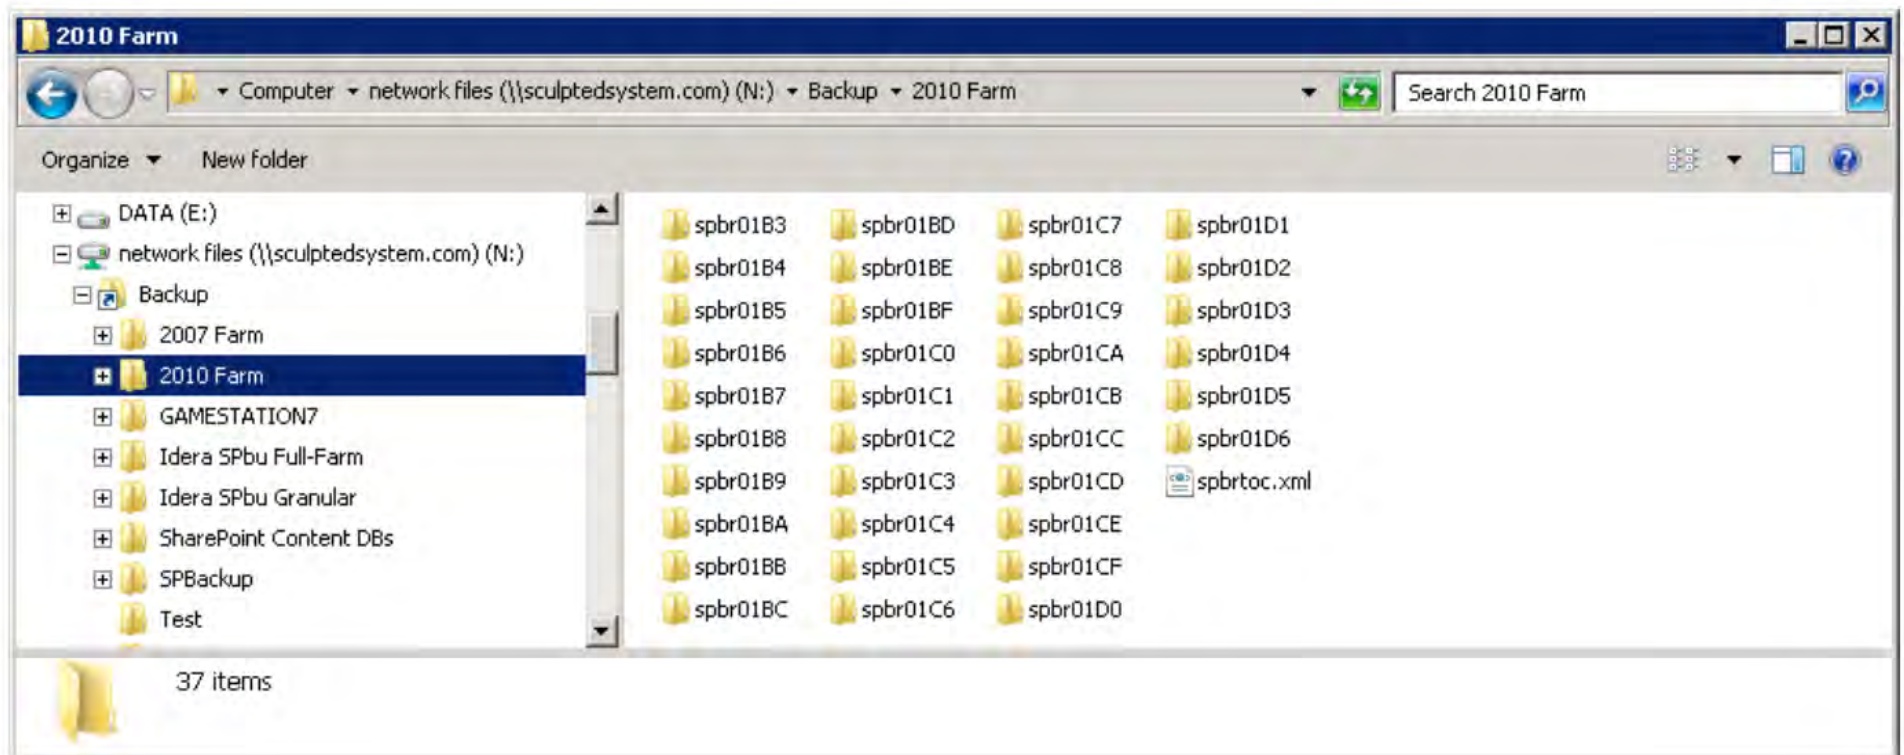 2010 Farm
Computer network files (\\sculptedsystem.com) (N:) Backup 2010 Farm Search 2010 Farm
Organize New folder
DATA (E:)
network files (\\sculptedsystem.com) (N:)
Backup
2007 Farm
2010 Farm
GAMESTATION7
Idera SPbu Full-Farm
Idera SPbu Granular
SharePoint Content DBs
SPBackup
Test
spbr01B3 spbr01BD spbr01C7 spbr01D1
spbr01B4 spbr01BE spbr01C8 spbr01D2
spbr01B5 spbr01BF spbr01C9 spbr01D3
spbr01B6 spbr01C0 spbr01CA spbr01D4
spbr01B7 spbr01C1 spbr01CB spbr01D5
spbr01B8 spbr01C2 spbr01CC spbr01D6
spbr01B9 spbr01C3 spbr01CD spbrtoc.xml
spbr01BA spbr01C4 spbr01CE
spbr01BB spbr01C5 spbr01CF
spbr01BC spbr01C6 spbr01D0
37 items